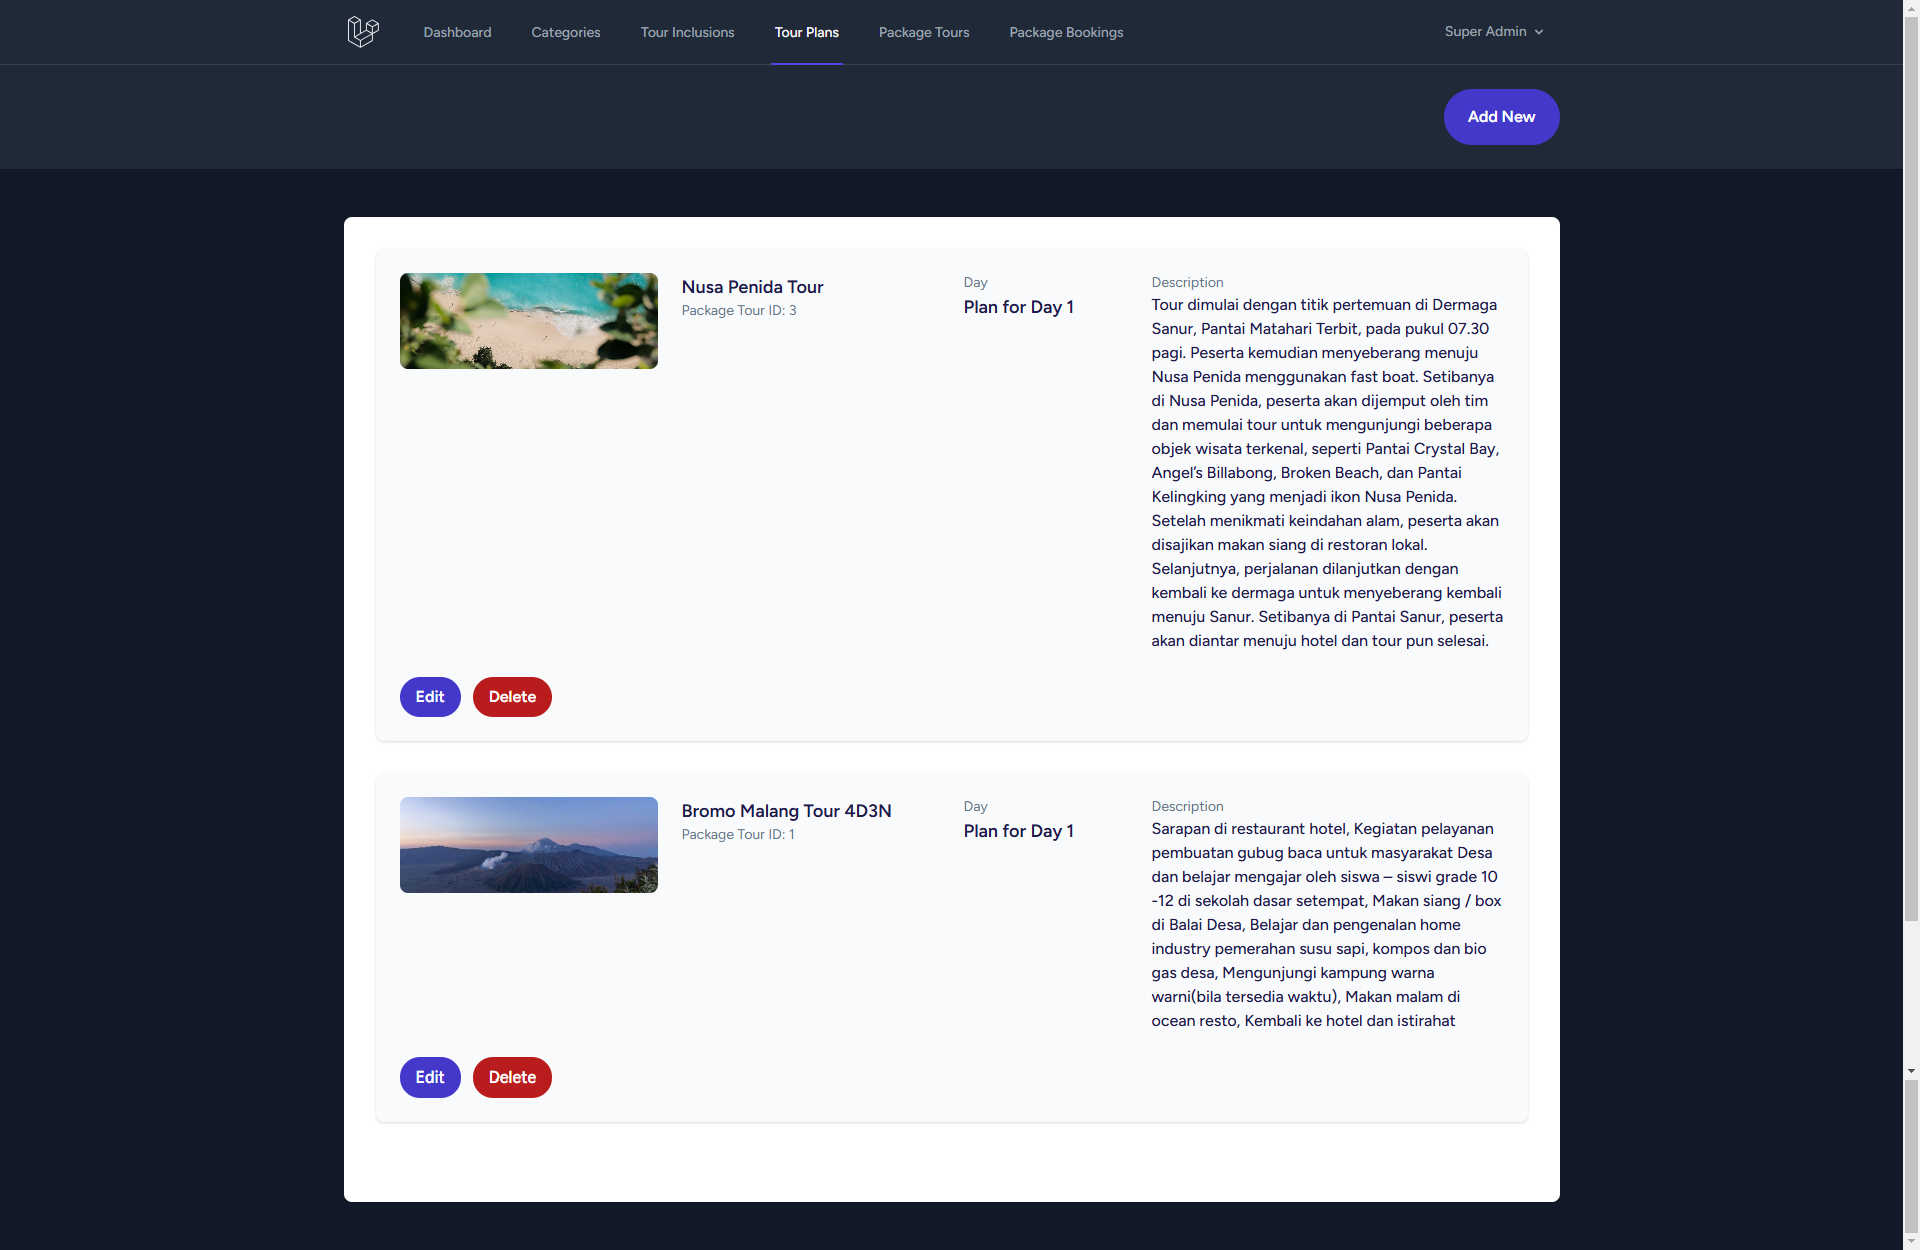 Dashboard
Categories
Tour Inclusions
Tour Plans
Package Tours
Package Bookings
Super Admin
Add New
Nusa Penida Tour
Package Tour ID: 3
Day
Plan for Day 1
Description
Tour dimulai dengan titik pertemuan di Dermaga
Sanur, Pantai Matahari Terbit, pada pukul 07.30
pagi. Peserta kemudian menyeberang menuju
Nusa Penida menggunakan fast boat. Setibanya
di Nusa Penida, peserta akan dijemput oleh tim
dan memulai tour untuk mengunjungi beberapa
objek wisata terkenal, seperti Pantai Crystal Bay,
Angel’s Billabong, Broken Beach, dan Pantai
Kelingking yang menjadi ikon Nusa Penida.
Setelah menikmati keindahan alam, peserta akan
disajikan makan siang di restoran lokal.
Selanjutnya, perjalanan dilanjutkan dengan
kembali ke dermaga untuk menyeberang kembali
menuju Sanur. Setibanya di Pantai Sanur, peserta
akan diantar menuju hotel dan tour pun selesai.
Edit
Delete
Bromo Malang Tour 4D3N
Package Tour ID: 1
Day
Plan for Day 1
Description
Sarapan di restaurant hotel, Kegiatan pelayanan
pembuatan gubug baca untuk masyarakat Desa
dan belajar mengajar oleh siswa – siswi grade 10
-12 di sekolah dasar setempat, Makan siang / box
di Balai Desa, Belajar dan pengenalan home
industry pemerahan susu sapi, kompos dan bio
gas desa, Mengunjungi kampung warna
warni(bila tersedia waktu), Makan malam di
ocean resto, Kembali ke hotel dan istirahat
Edit
Delete